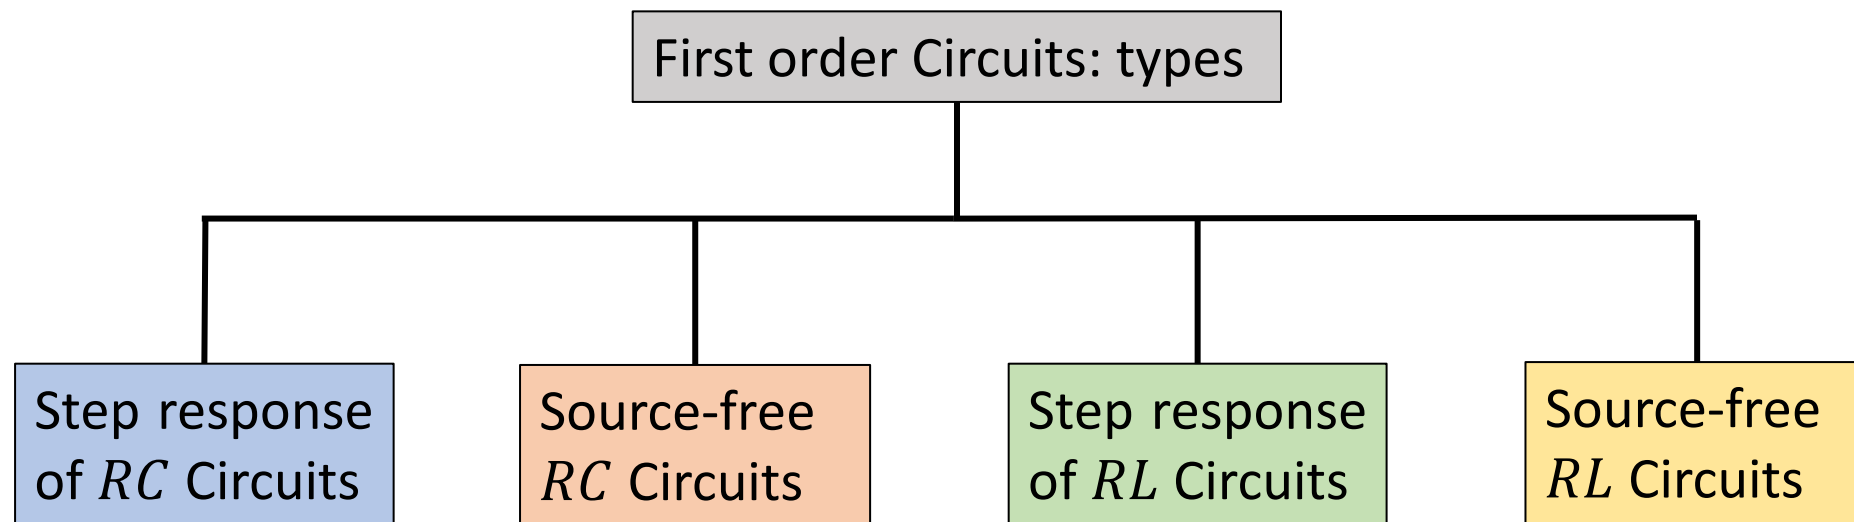 First order Circuits: types
Step response
of RC Circuits
Source-free
RC Circuits
Step response
of RL Circuits
Source-free
RL Circuits